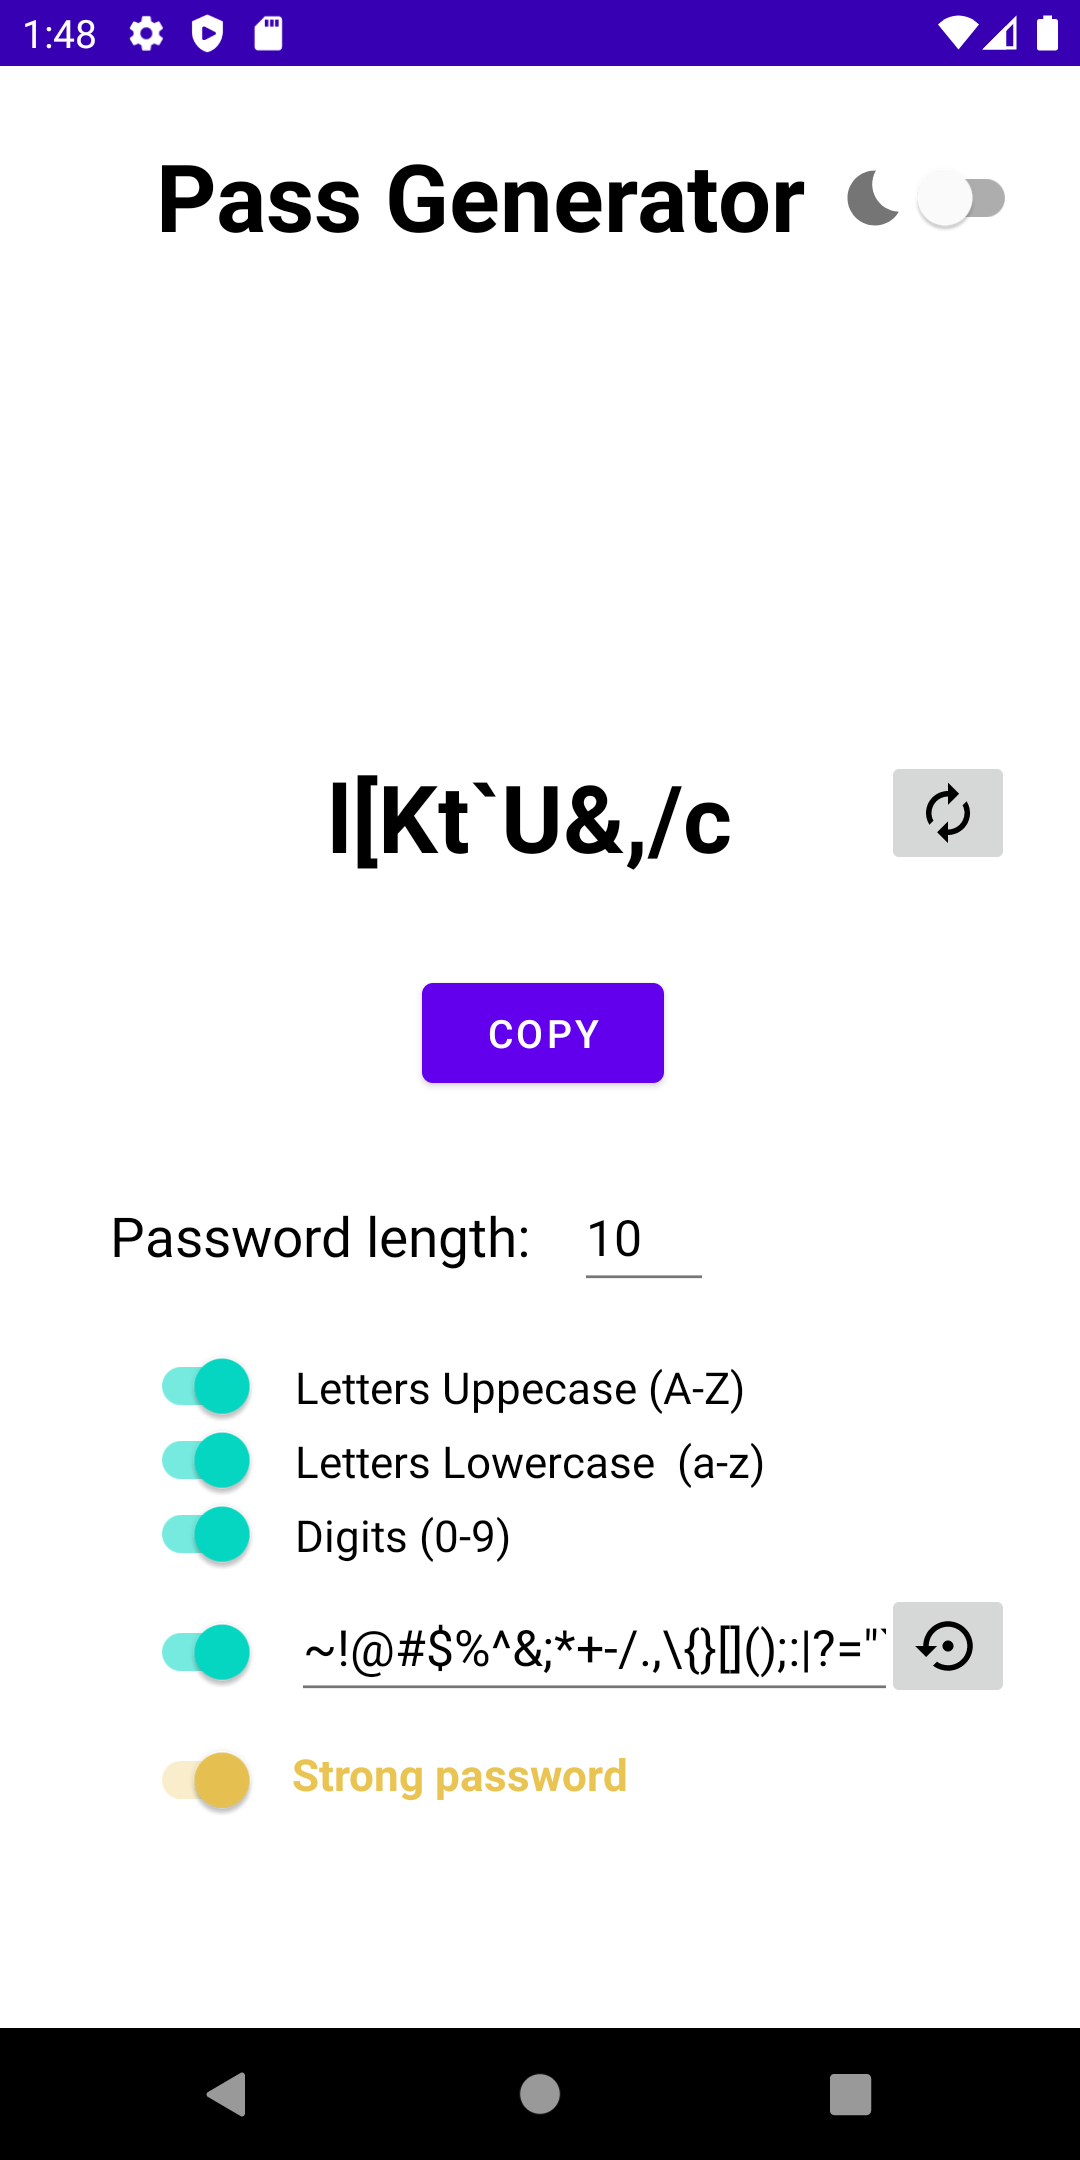 1:48
Pass Generator
l[Kt`U&,/c
COPY
Password length: 10
Letters Uppecase (A-Z)
Letters Lowercase  (a-z)
Digits (0-9)
~!@#$%^&;*+-/.,\{}[]();:|?="`
Strong password